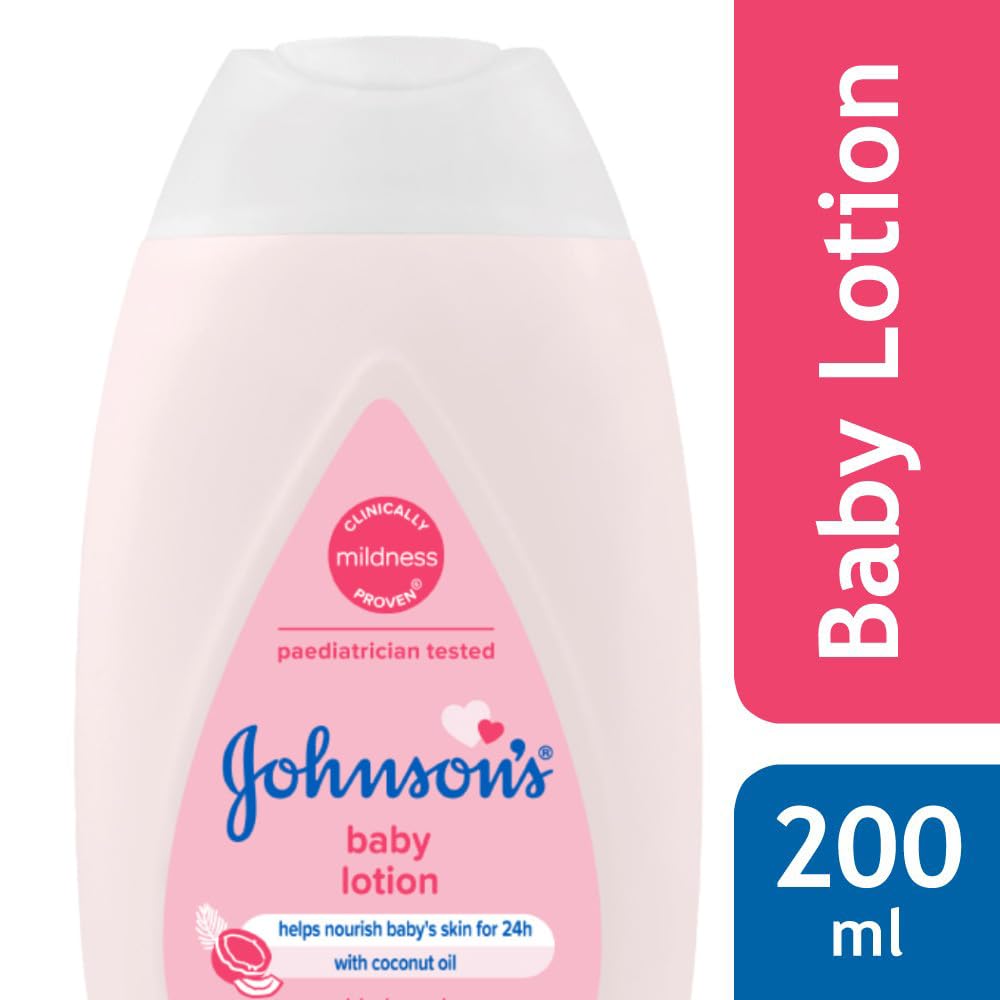 CLINICALLY
mildness
PROVEN®
paediatrician tested
Johnson's®
baby
lotion
helps nourish baby's skin for 24h
with coconut oil
Baby Lotion
200
ml